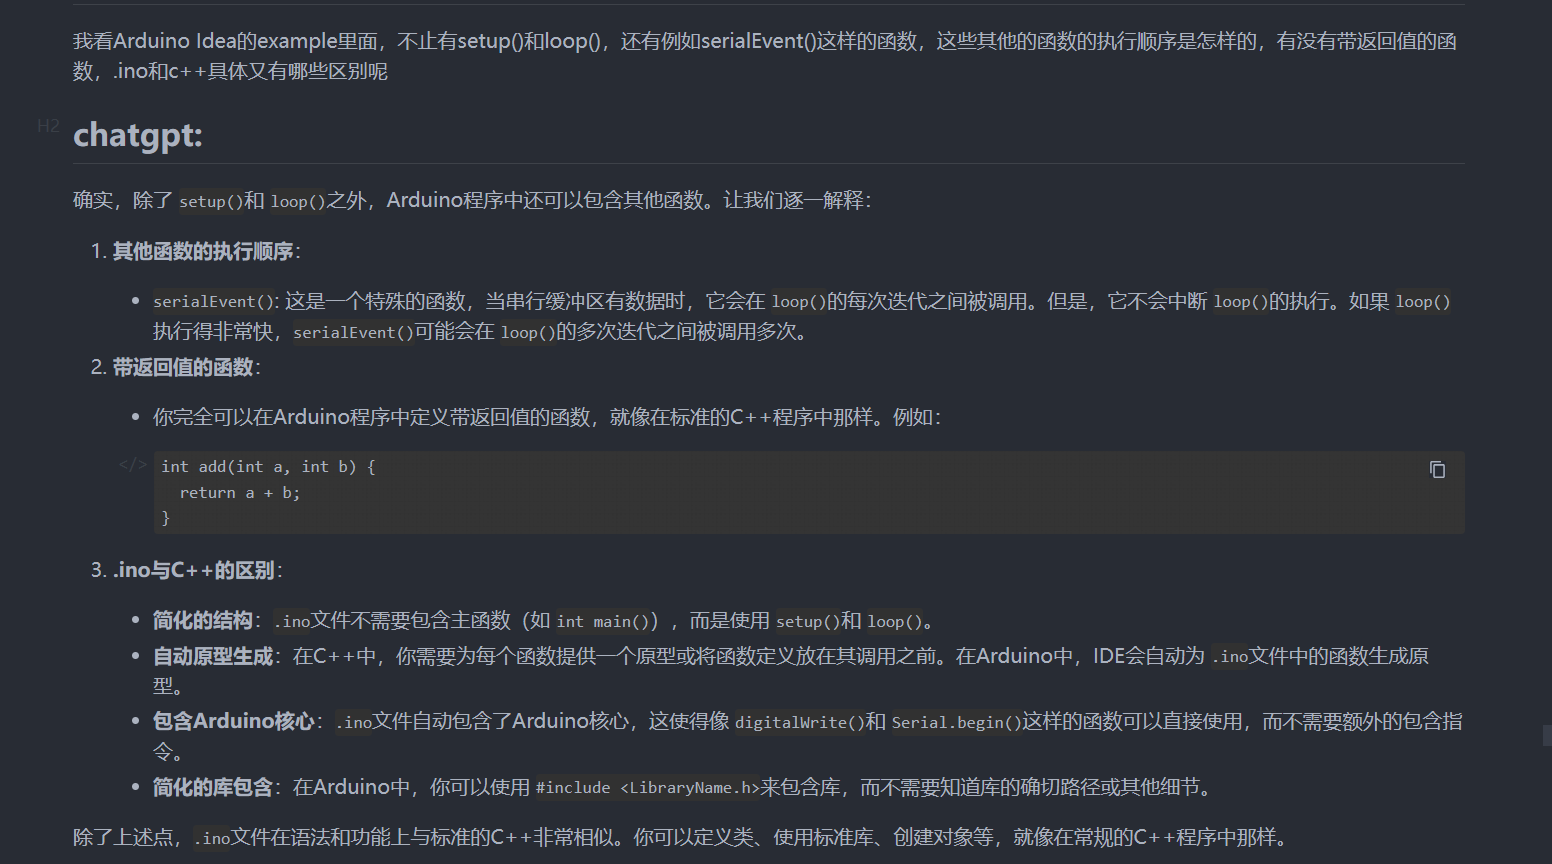 我看Arduino Idea的example里面，不止有setup()和loop()，还有例如serialEvent()这样的函数，这些其他的函数的执行顺序是怎样的，有没有带返回值的函
数，.ino和c++具体又有哪些区别呢
H2
chatgpt:
确实，除了 setup()和 loop()之外，Arduino程序中还可以包含其他函数。让我们逐一解释：
1. 其他函数的执行顺序：
• serialEvent(): 这是一个特殊的函数，当串行缓冲区有数据时，它会在 loop()的每次迭代之间被调用。但是，它不会中断 loop()的执行。如果 loop()
执行得非常快，serialEvent()可能会在 loop()的多次迭代之间被调用多次。
2. 带返回值的函数：
• 你完全可以在Arduino程序中定义带返回值的函数，就像在标准的C++程序中那样。例如：
</>
int add(int a, int b) {
  return a + b;
}
3. .ino与C++的区别：
• 简化的结构：.ino文件不需要包含主函数（如 int main()），而是使用 setup()和 loop()。
• 自动原型生成：在C++中，你需要为每个函数提供一个原型或将函数定义放在其调用之前。在Arduino中，IDE会自动为 .ino文件中的函数生成原
型。
• 包含Arduino核心：.ino文件自动包含了Arduino核心，这使得像 digitalWrite()和 Serial.begin()这样的函数可以直接使用，而不需要额外的包含指
令。
• 简化的库包含：在Arduino中，你可以使用 #include <LibraryName.h>来包含库，而不需要知道库的确切路径或其他细节。
除了上述点，.ino文件在语法和功能上与标准的C++非常相似。你可以定义类、使用标准库、创建对象等，就像在常规的C++程序中那样。